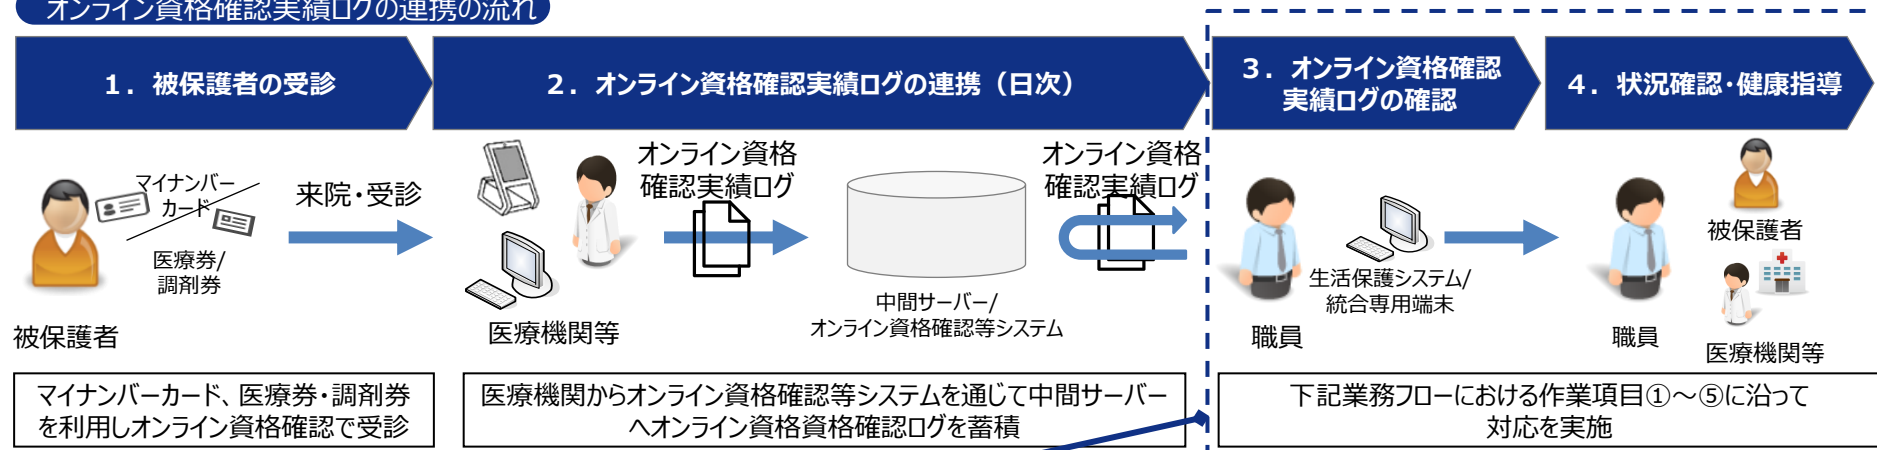 オンライン資格確認実績ログの連携の流れ
１．被保護者の受診
２．オンライン資格確認実績ログの連携（日次）
３．オンライン資格確認
実績ログの確認
４．状況確認・健康指導
マイナンバー
カード
医療券/
調剤券
被保護者
来院・受診
医療機関等
オンライン資格
確認実績ログ
中間サーバー/
オンライン資格確認等システム
オンライン資格
確認実績ログ
職員
生活保護システム/
統合専用端末
職員
被保護者
医療機関等
マイナンバーカード、医療券・調剤券
を利用しオンライン資格確認で受診
医療機関からオンライン資格確認等システムを通じて中間サーバー
へオンライン資格資格確認ログを蓄積
下記業務フローにおける作業項目①～⑤に沿って
対応を実施